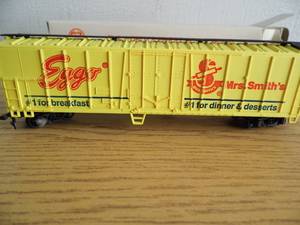 Eggo
#1 for breakfast
Mrs. Smith's
#1 for dinner & desserts